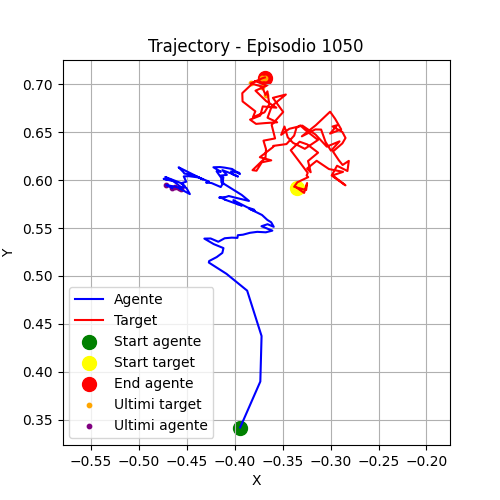 Trajectory - Episodio 1050
Y
0.70
0.65
0.60
0.55
0.50
0.45
0.40
0.35
Agente
Target
Start agente
Start target
End agente
Ultimi target
Ultimi agente
−0.55 −0.50 −0.45 −0.40 −0.35 −0.30 −0.25 −0.20
X